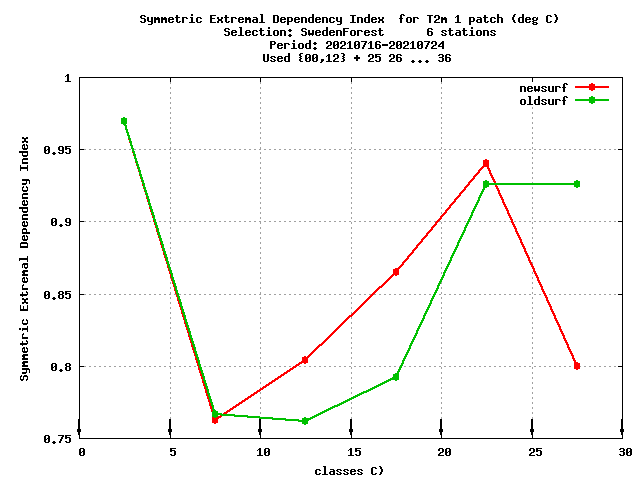 Symmetric Extremal Dependency Index  for T2m 1 patch (deg C)
Selection: SwedenForest      6 stations
Period: 20210716-20210724
Used {00,12} + 25 26 ... 36
newsurf
oldsurf
Symmetric Extremal Dependency Index
1
0.95
0.9
0.85
0.8
0.75
0 5 10 15 20 25 30
classes C)